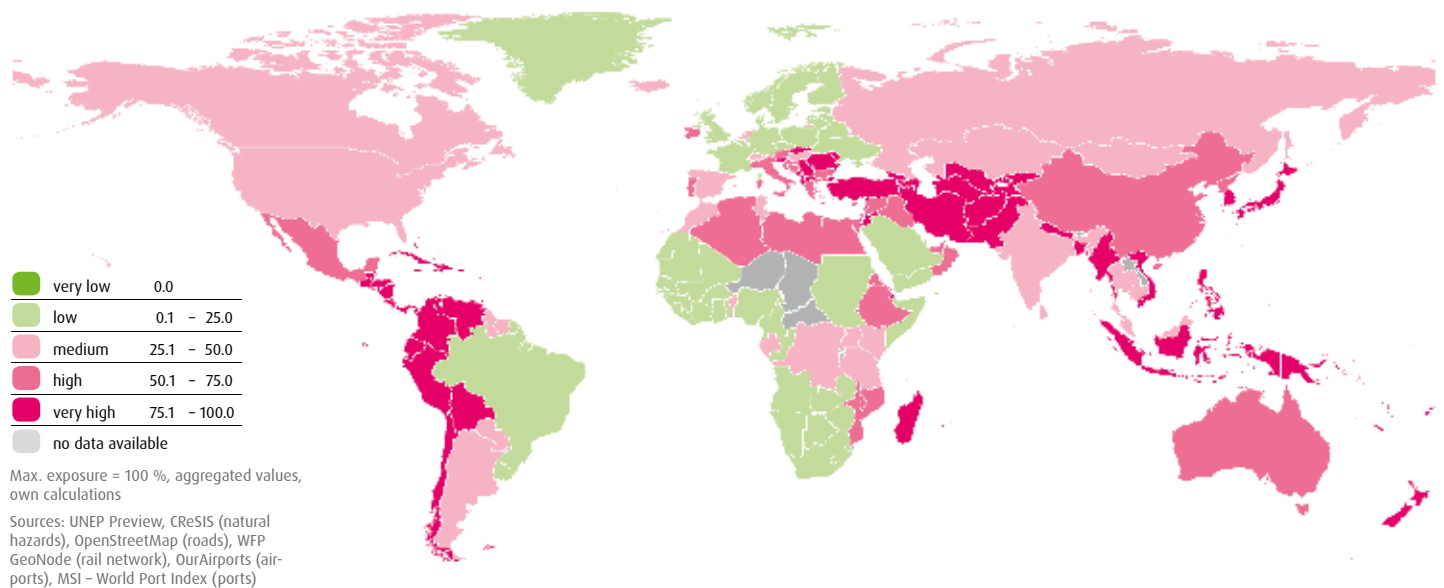 very low 0.0
low 0.1 – 25.0
medium 25.1 – 50.0
high 50.1 – 75.0
very high 75.1 – 100.0
no data available
Max. exposure = 100 %, aggregated values,
own calculations
Sources: UNEP Preview, CReSIS (natural
hazards), OpenStreetMap (roads), WFP
GeoNode (rail network), OurAirports (air-
ports), MSI – World Port Index (ports)